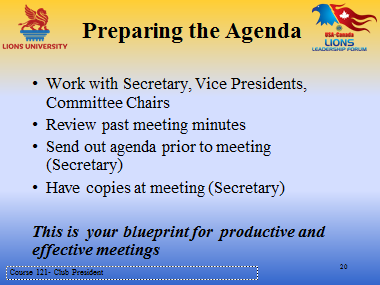 LIONS UNIVERSITY
Preparing the Agenda
USA-Canada
LIONS
LEADERSHIP FORUM
• Work with Secretary, Vice Presidents,
Committee Chairs
• Review past meeting minutes
• Send out agenda prior to meeting
(Secretary)
• Have copies at meeting (Secretary)
This is your blueprint for productive and
effective meetings
Course 121- Club President
20